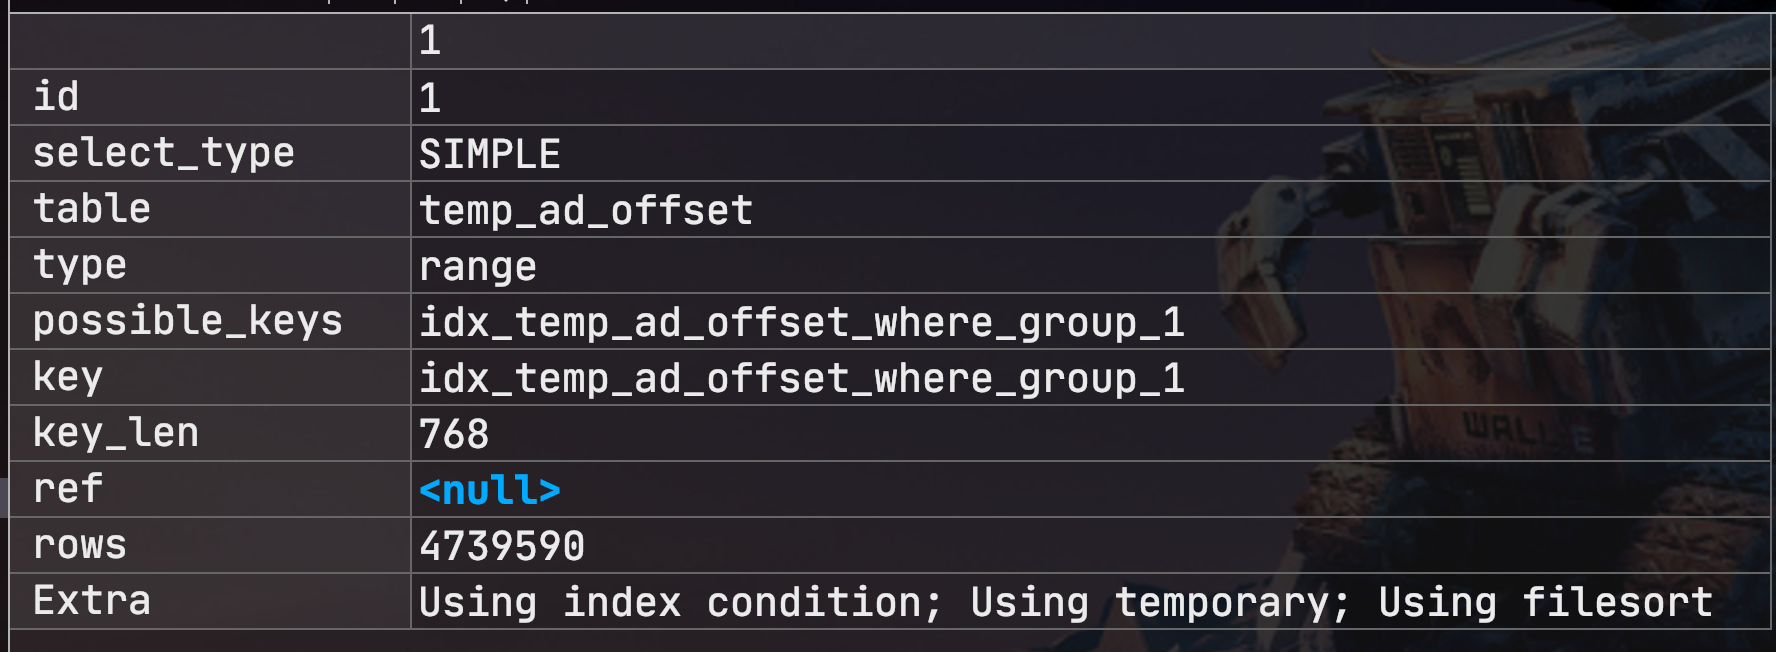 1
id 1
select_type SIMPLE
table temp_ad_offset
type range
possible_keys idx_temp_ad_offset_where_group_1
key idx_temp_ad_offset_where_group_1
key_len 768
ref <null>
rows 4739590
Extra Using index condition; Using temporary; Using filesort
WALL E